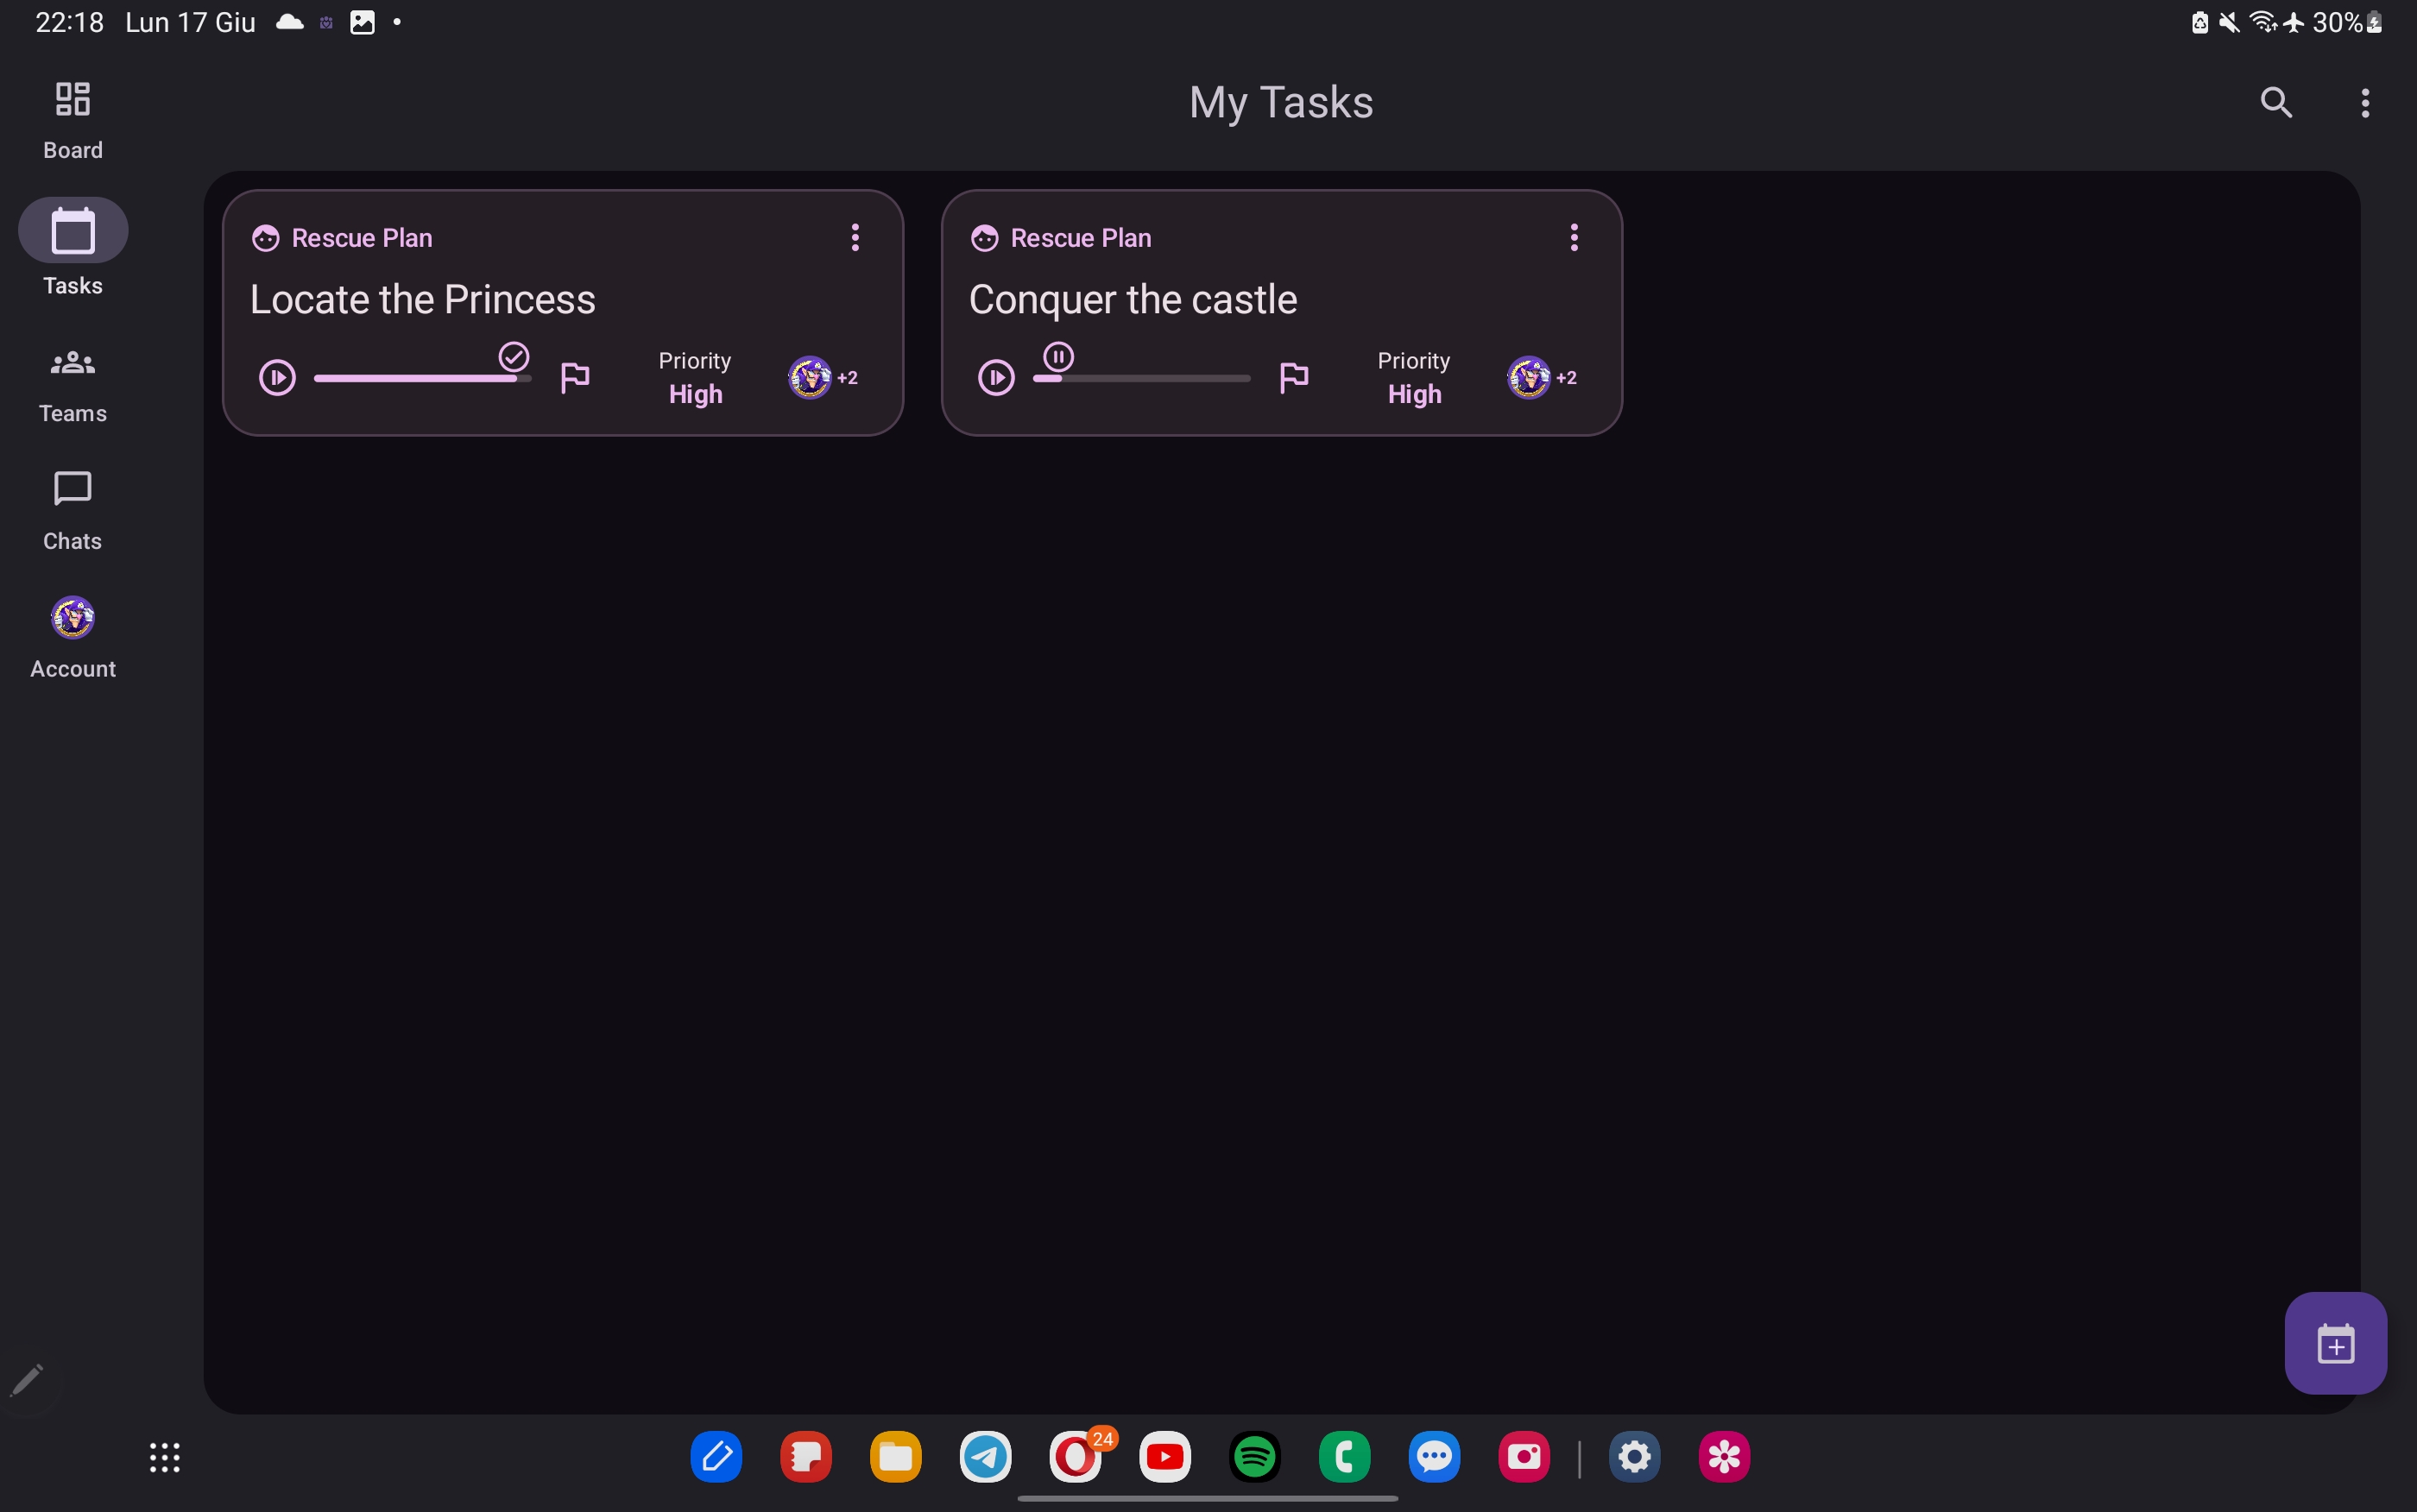 22:18 Lun 17 Giu
30%
My Tasks
Board
Tasks
Teams
Chats
Account
Rescue Plan
Locate the Princess
Priority
High
+2
Rescue Plan
Conquer the castle
Priority
High
+2
24